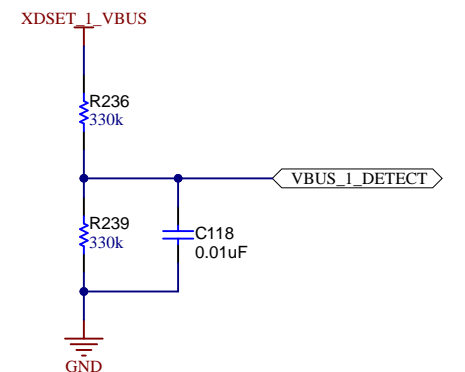 XDSET_1_VBUS
R236
330k
VBUS_1_DETECT
R239
330k
C118
0.01uF
GND